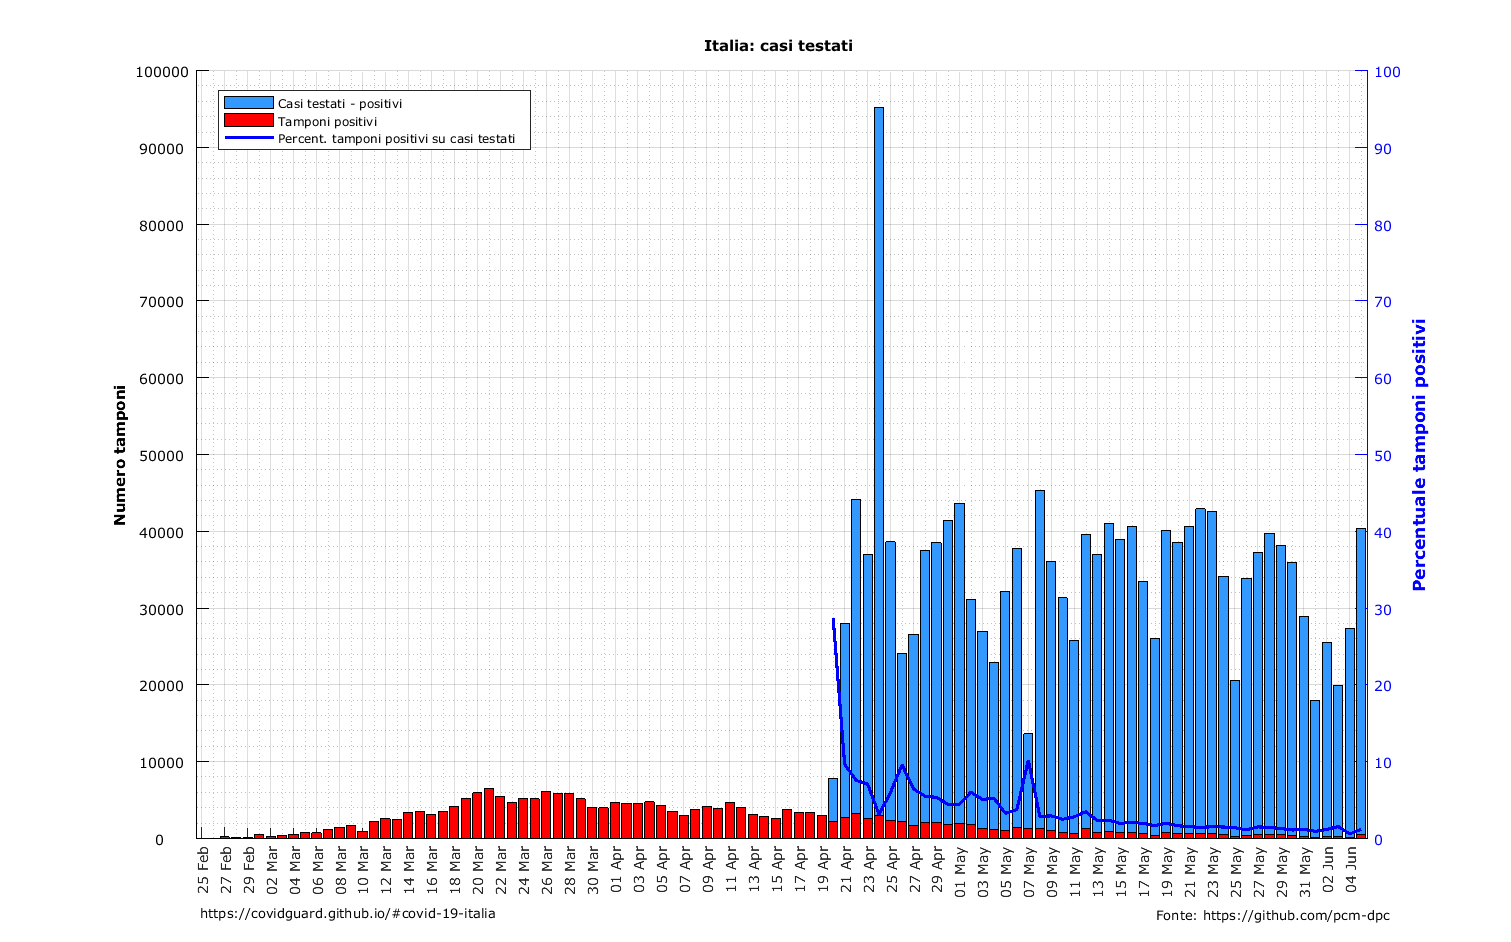 Italia: casi testati
Casi testati - positivi
Tamponi positivi
Percent. tamponi positivi su casi testati
Numero tamponi
100000
90000
80000
70000
60000
50000
40000
30000
20000
10000
0
Percentuale tamponi positivi
100
90
80
70
60
50
40
30
20
10
0
25 Feb
27 Feb
29 Feb
02 Mar
04 Mar
06 Mar
08 Mar
10 Mar
12 Mar
14 Mar
16 Mar
18 Mar
20 Mar
22 Mar
24 Mar
26 Mar
28 Mar
30 Mar
01 Apr
03 Apr
05 Apr
07 Apr
09 Apr
11 Apr
13 Apr
15 Apr
17 Apr
19 Apr
21 Apr
23 Apr
25 Apr
27 Apr
29 Apr
01 May
03 May
05 May
07 May
09 May
11 May
13 May
15 May
17 May
19 May
21 May
23 May
25 May
27 May
29 May
31 May
02 Jun
04 Jun
https://covidguard.github.io/#covid-19-italia
Fonte: https://github.com/pcm-dpc